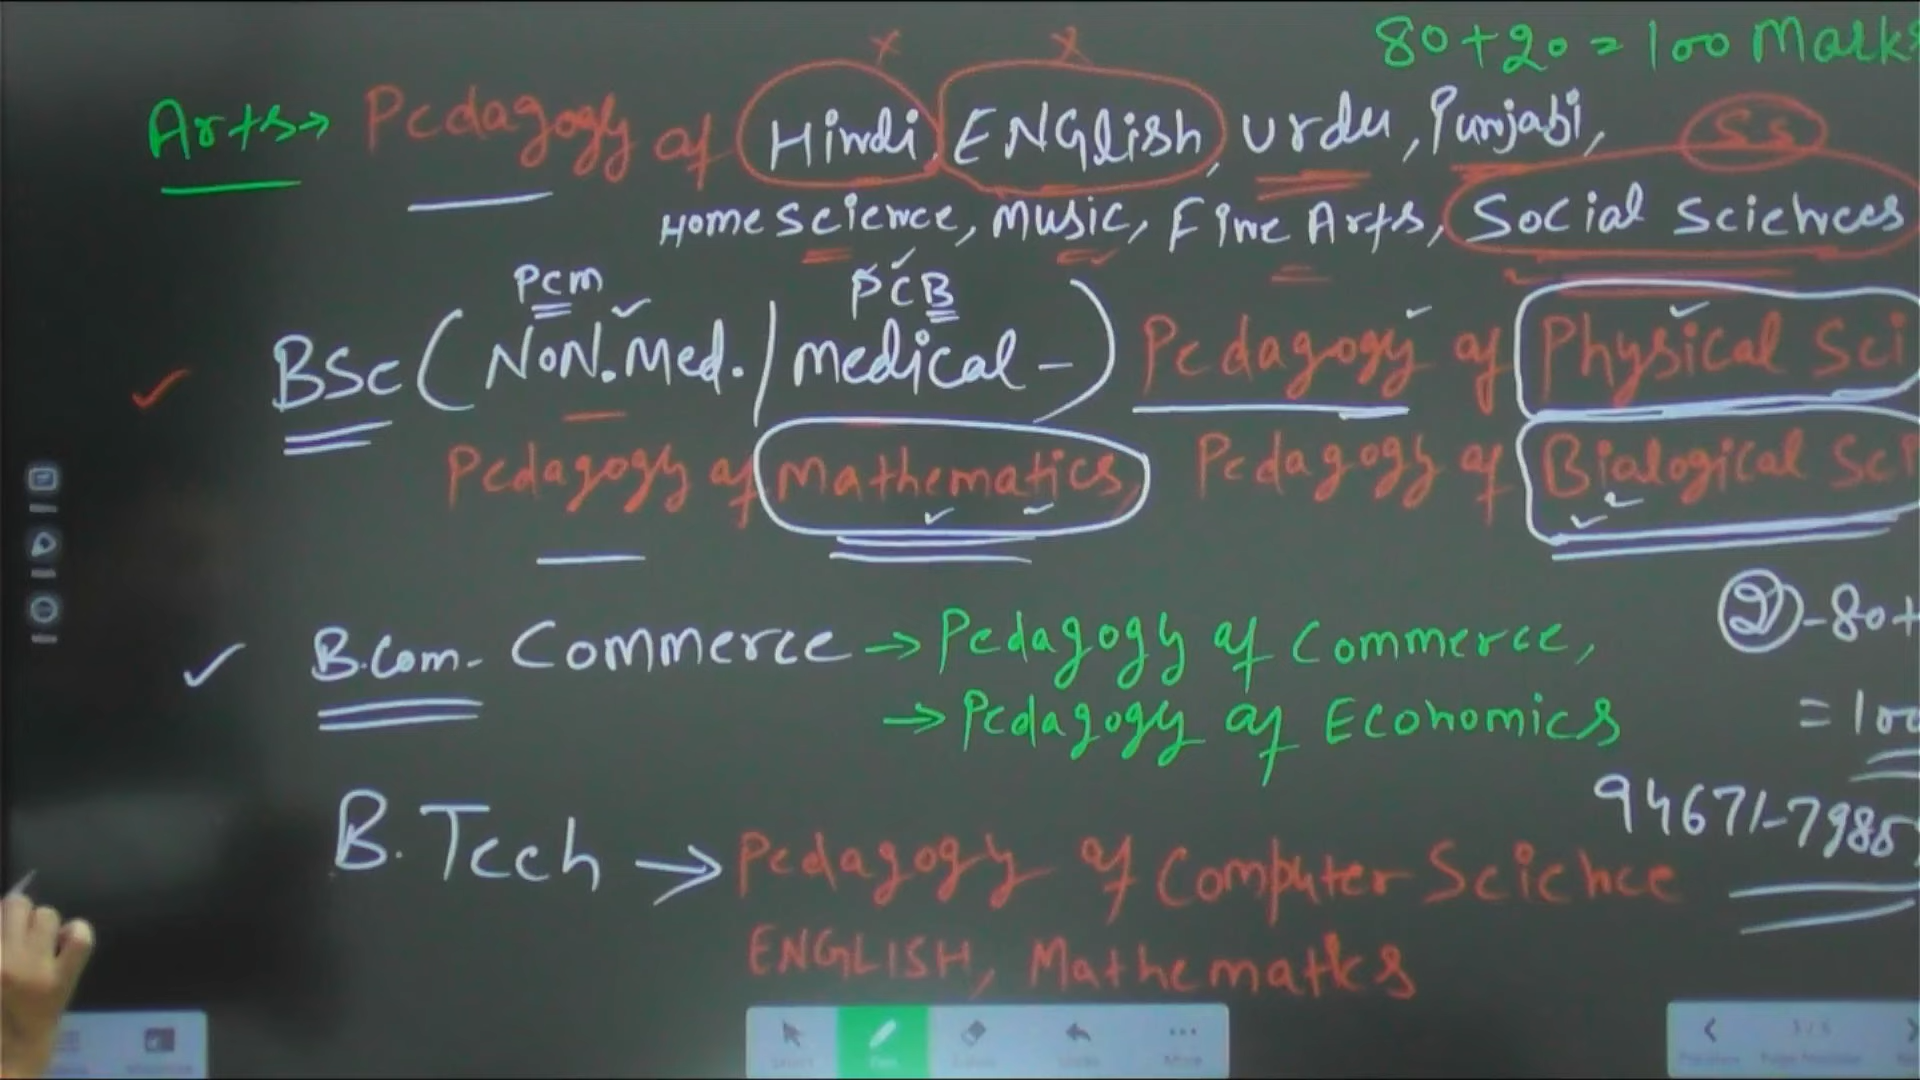 80+20=100 Marks
x x
Arts→ Pedagogy of Hindi, ENGlish, Urdu, Punjabi,
SS
Home Science, Music, Fine Arts, Social Sciences
PCM PCB
BSc (NoN.Med./medical-) Pedagogy of Physical Sci
Pedagogy of Mathematics, Pedagogy of Bialogical Sci
2-80+
B.Com- Commerce → Pedagogy of Commerce,
→ Pedagogy of Economics
=100
94671-7985
B.Tech → Pedagogy of Computer Science
ENGLISH, Mathematics